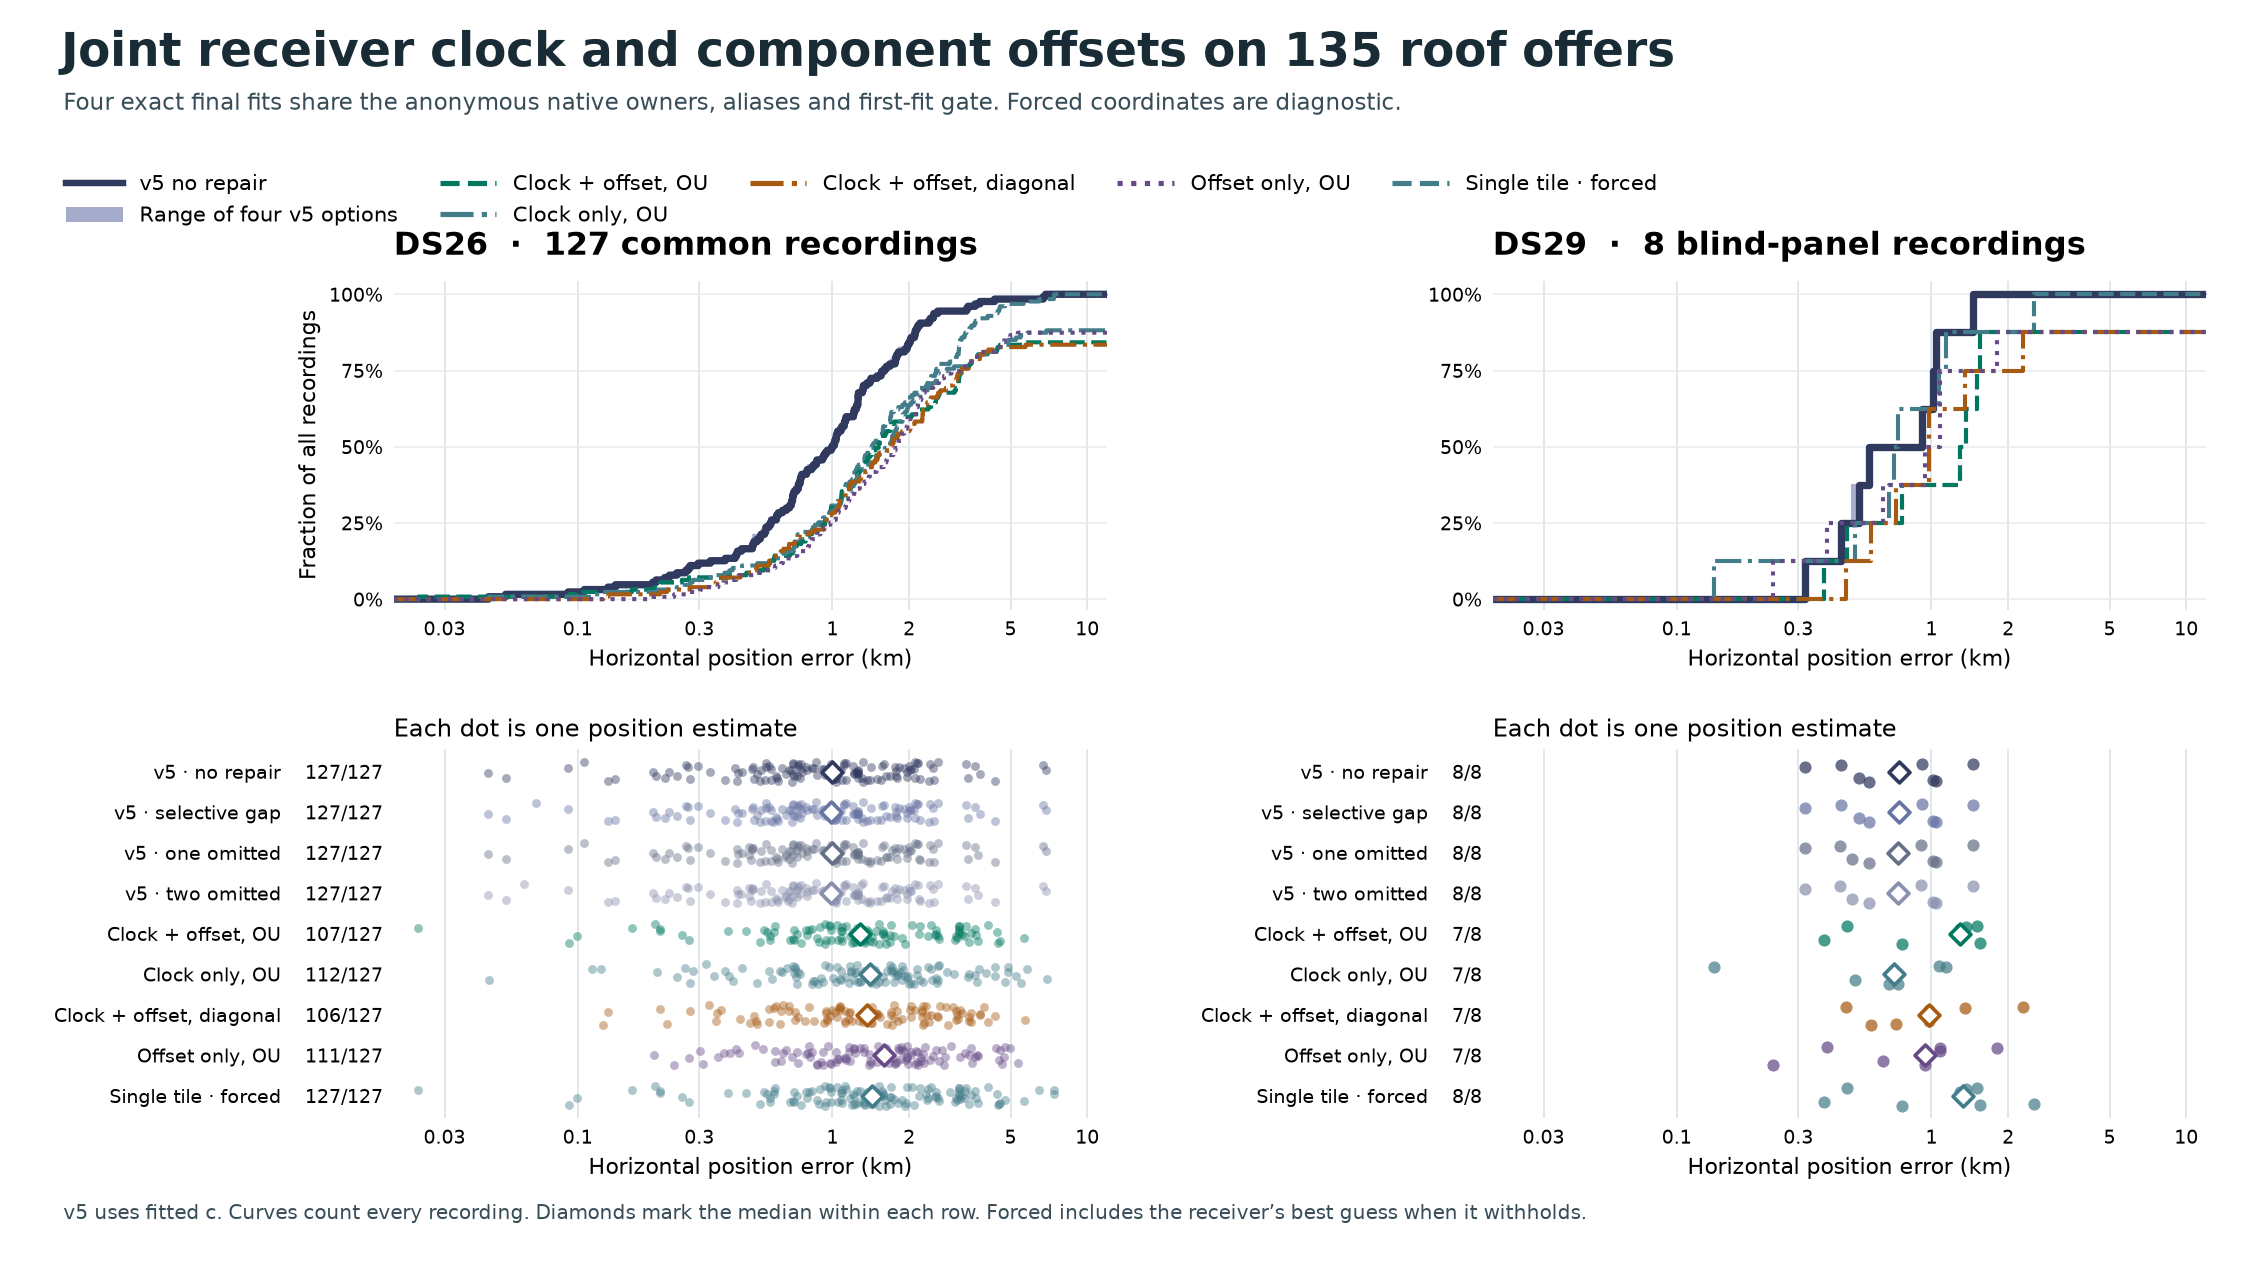 Joint receiver clock and component offsets on 135 roof offers
Four exact final fits share the anonymous native owners, aliases and first-fit gate. Forced coordinates are diagnostic.
v5 no repair
Clock + offset, OU
Clock + offset, diagonal
Offset only, OU
Single tile · forced
Range of four v5 options
Clock only, OU
DS26 · 127 common recordings
Fraction of all recordings
100%
75%
50%
25%
0%
0.03 0.1 0.3 1 2 5 10
Horizontal position error (km)
DS29 · 8 blind-panel recordings
100%
75%
50%
25%
0%
0.03 0.1 0.3 1 2 5 10
Horizontal position error (km)
Each dot is one position estimate
v5 · no repair 127/127
v5 · selective gap 127/127
v5 · one omitted 127/127
v5 · two omitted 127/127
Clock + offset, OU 107/127
Clock only, OU 112/127
Clock + offset, diagonal 106/127
Offset only, OU 111/127
Single tile · forced 127/127
0.03 0.1 0.3 1 2 5 10
Horizontal position error (km)
Each dot is one position estimate
v5 · no repair 8/8
v5 · selective gap 8/8
v5 · one omitted 8/8
v5 · two omitted 8/8
Clock + offset, OU 7/8
Clock only, OU 7/8
Clock + offset, diagonal 7/8
Offset only, OU 7/8
Single tile · forced 8/8
0.03 0.1 0.3 1 2 5 10
Horizontal position error (km)
v5 uses fitted c. Curves count every recording. Diamonds mark the median within each row. Forced includes the receiver’s best guess when it withholds.